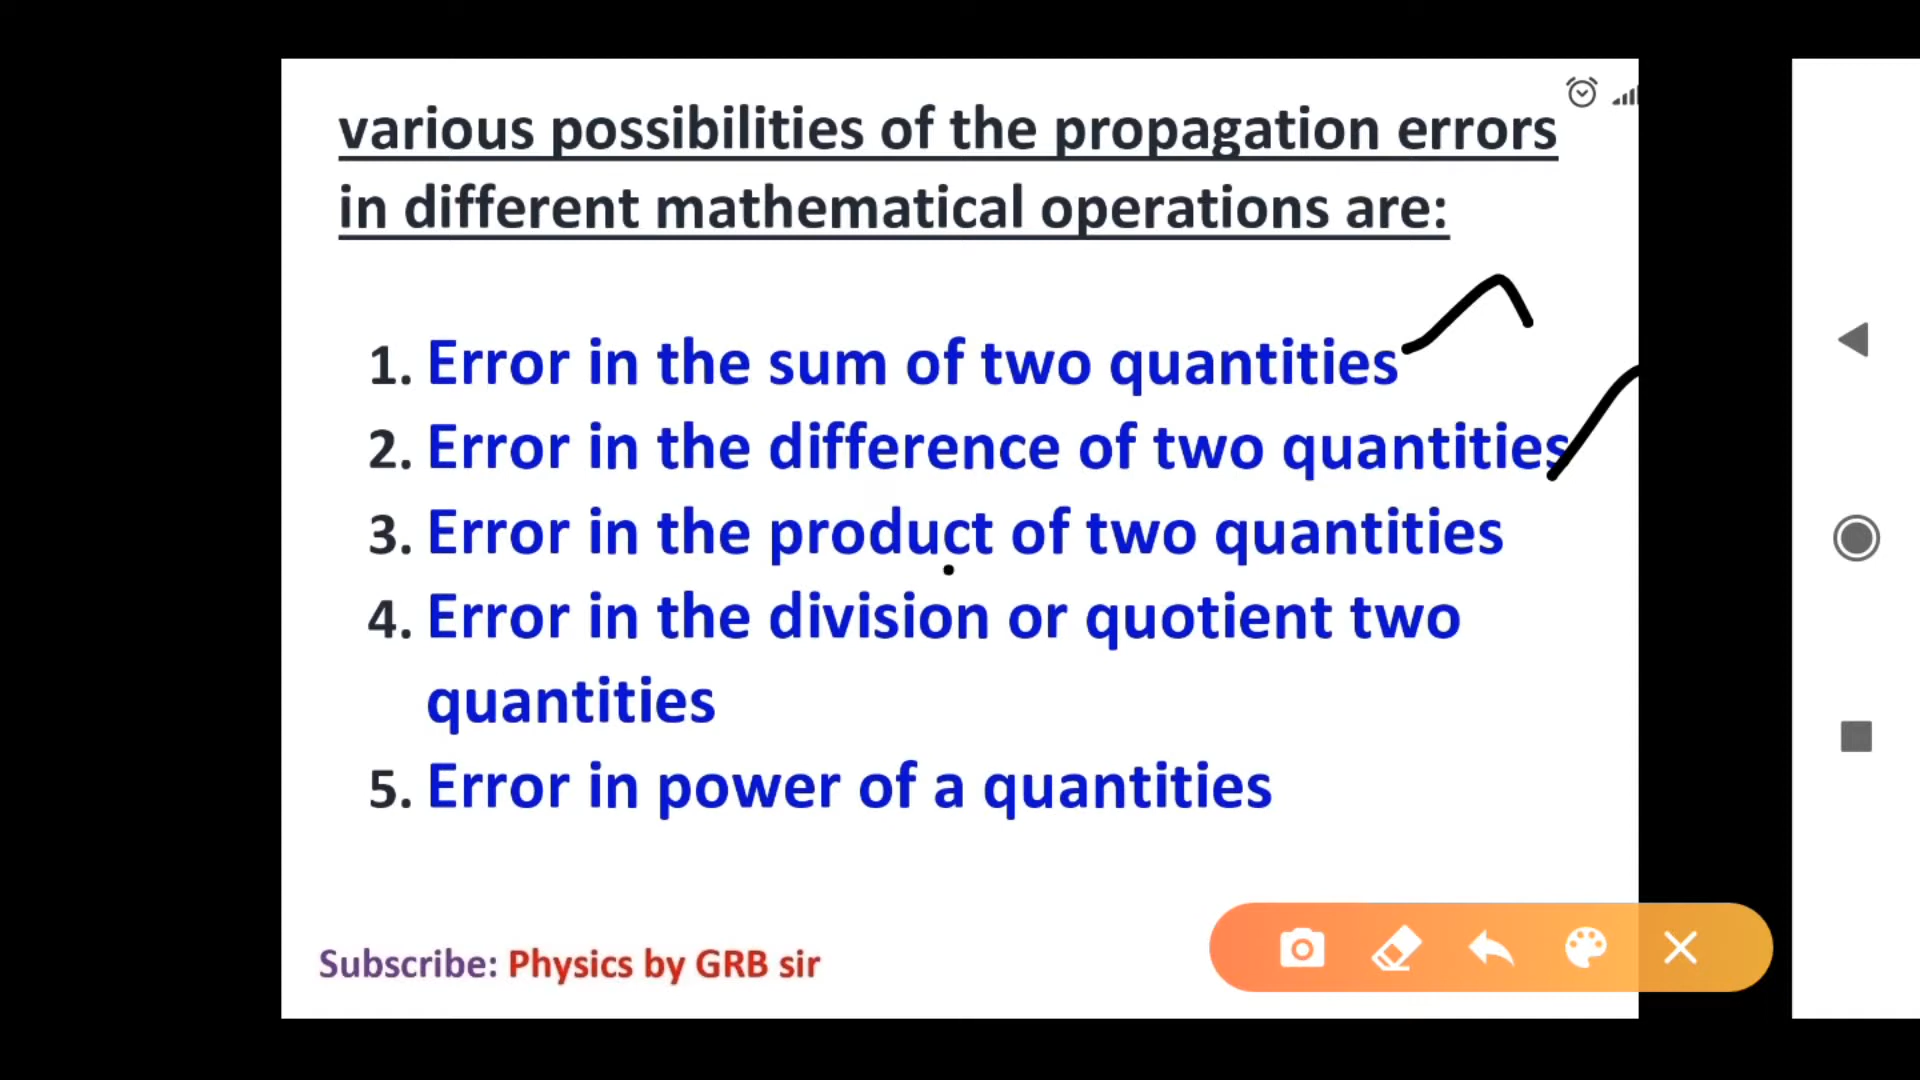 various possibilities of the propagation errors
in different mathematical operations are:
1. Error in the sum of two quantities
2. Error in the difference of two quantities
3. Error in the product of two quantities
4. Error in the division or quotient two
quantities
5. Error in power of a quantities
Subscribe: Physics by GRB sir